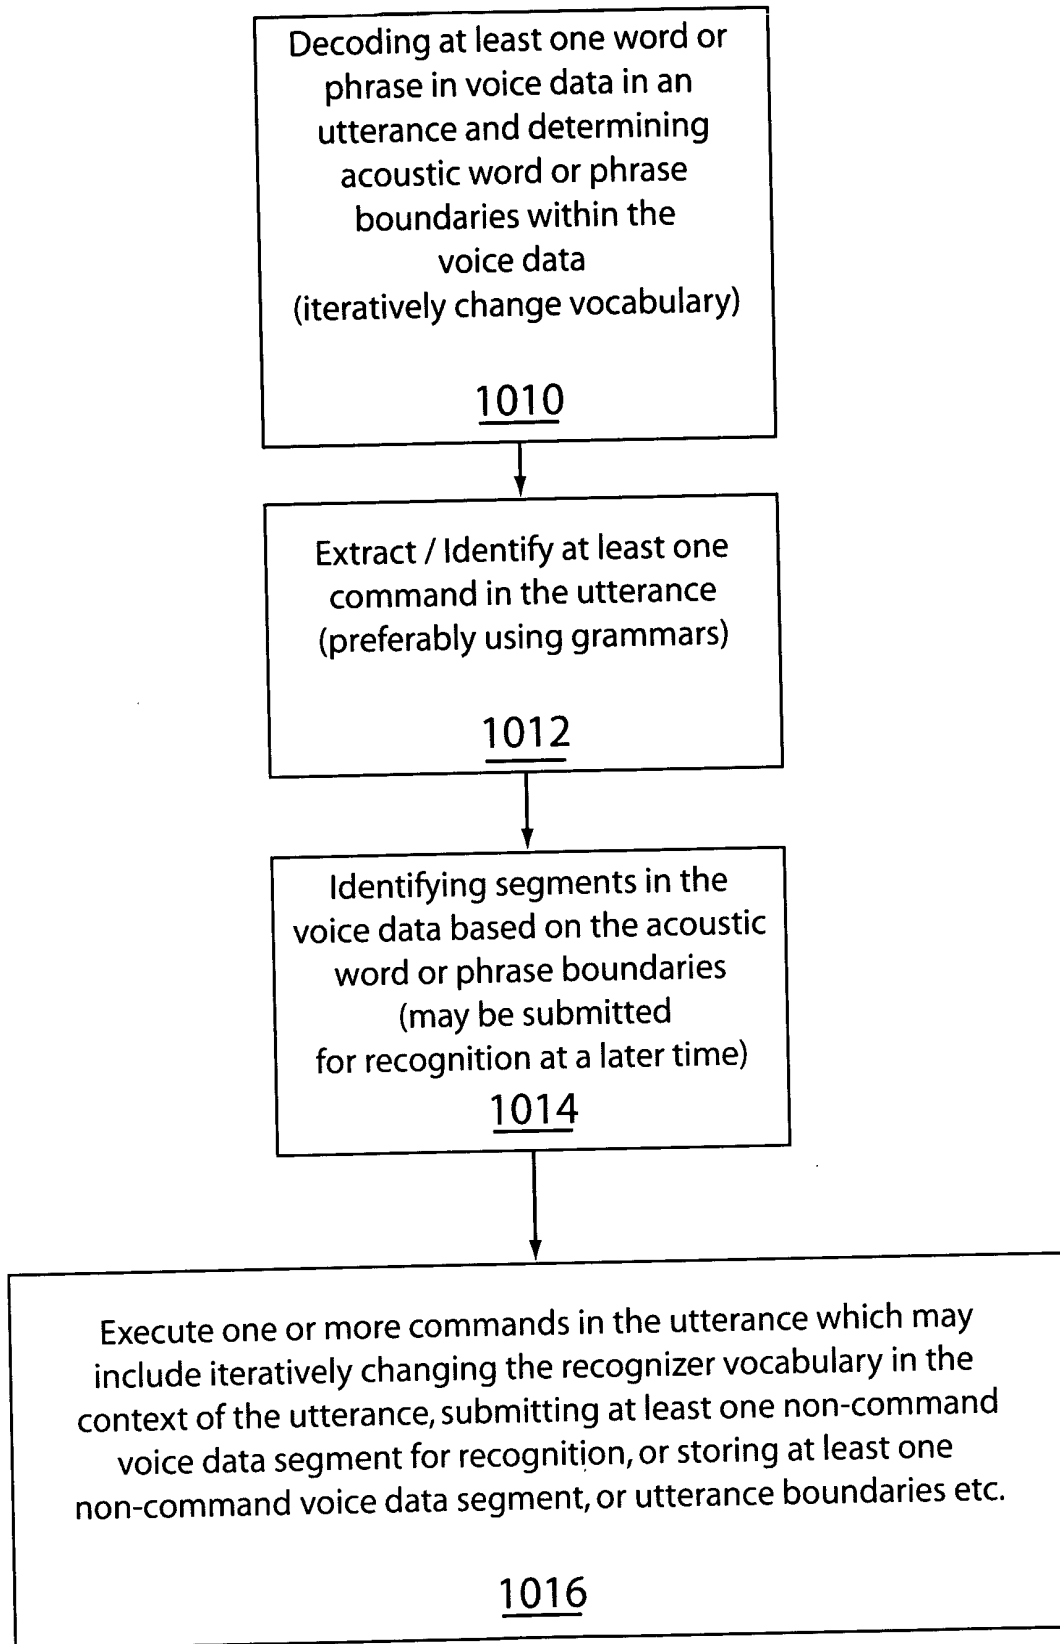 Decoding at least one word or
phrase in voice data in an
utterance and determining
acoustic word or phrase
boundaries within the
voice data
(iteratively change vocabulary)
1010
Extract / Identify at least one
command in the utterance
(preferably using grammars)
1012
Identifying segments in the
voice data based on the acoustic
word or phrase boundaries
(may be submitted
for recognition at a later time)
1014
Execute one or more commands in the utterance which may
include iteratively changing the recognizer vocabulary in the
context of the utterance, submitting at least one non-command
voice data segment for recognition, or storing at least one
non-command voice data segment, or utterance boundaries etc.
1016